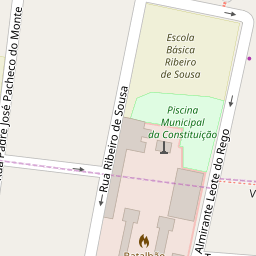 Escola
Básica
Ribeiro
de Sousa
Piscina
Municipal
da Constituição
Rua Ribeiro de Sousa
Padre José Pacheco do Monte
Almirante Leote do Rego
Batalhão
V